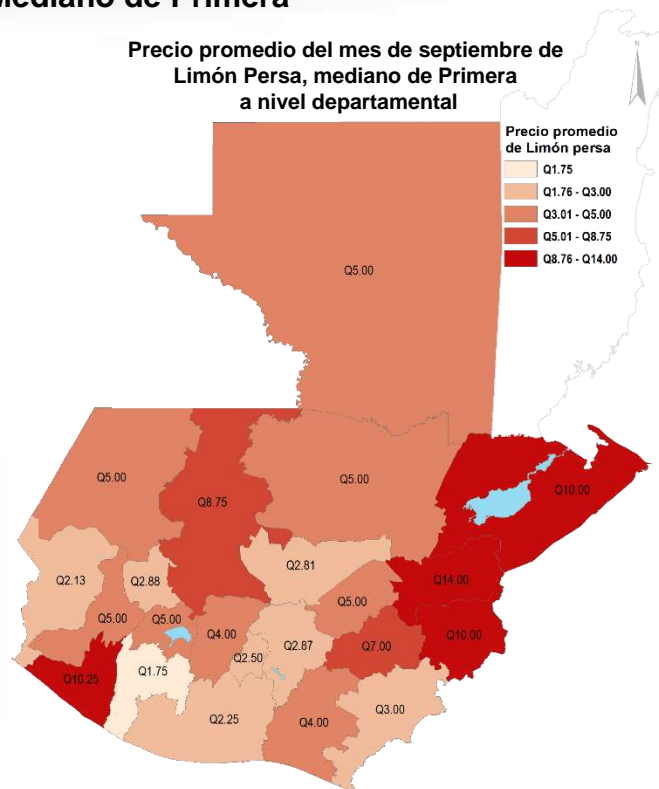 Mediano de Primera
Precio promedio del mes de septiembre de
Limón Persa, mediano de Primera
a nivel departamental
N
Precio promedio
de Limón persa
Q1.75
Q1.76 - Q3.00
Q3.01 - Q5.00
Q5.01 - Q8.75
Q8.76 - Q14.00
Q5.00
Q5.00
Q8.75
Q5.00
Q10.00
Q2.13
Q2.88
Q2.81
Q14.00
Q5.00
Q5.00
Q5.00
Q4.00
Q2.87
Q7.00
Q10.00
Q2.50
Q10.25
Q1.75
Q2.25
Q4.00
Q3.00